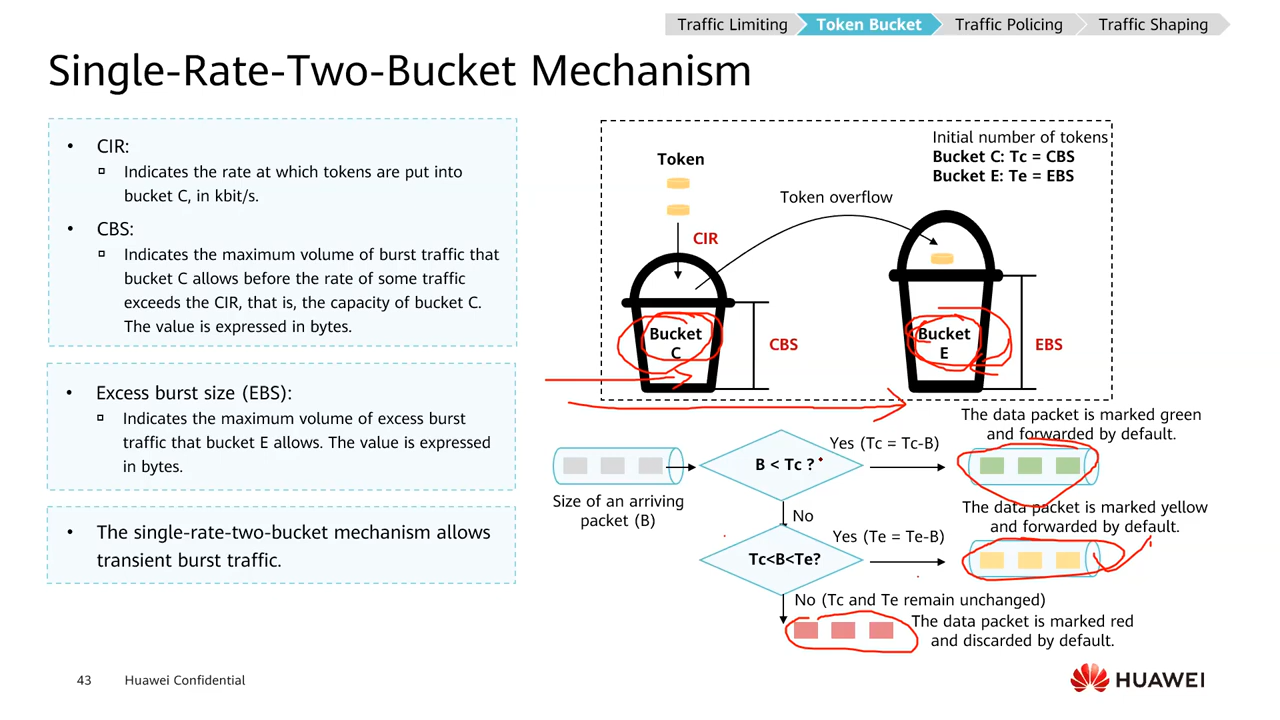 Traffic Limiting
Token Bucket
Traffic Policing
Traffic Shaping
Single-Rate-Two-Bucket Mechanism
• CIR:
Indicates the rate at which tokens are put into
bucket C, in kbit/s.
• CBS:
Indicates the maximum volume of burst traffic that
bucket C allows before the rate of some traffic
exceeds the CIR, that is, the capacity of bucket C.
The value is expressed in bytes.
• Excess burst size (EBS):
Indicates the maximum volume of excess burst
traffic that bucket E allows. The value is expressed
in bytes.
• The single-rate-two-bucket mechanism allows
transient burst traffic.
Initial number of tokens
Bucket C: Tc = CBS
Bucket E: Te = EBS
Token
Token overflow
CIR
Bucket
C
CBS
Bucket
E
EBS
The data packet is marked green
and forwarded by default.
Yes (Tc = Tc-B)
B < Tc ?
Size of an arriving
packet (B)
No
The data packet is marked yellow
and forwarded by default.
Yes (Te = Te-B)
Tc<B<Te?
No (Tc and Te remain unchanged)
The data packet is marked red
and discarded by default.
43
Huawei Confidential
HUAWEI